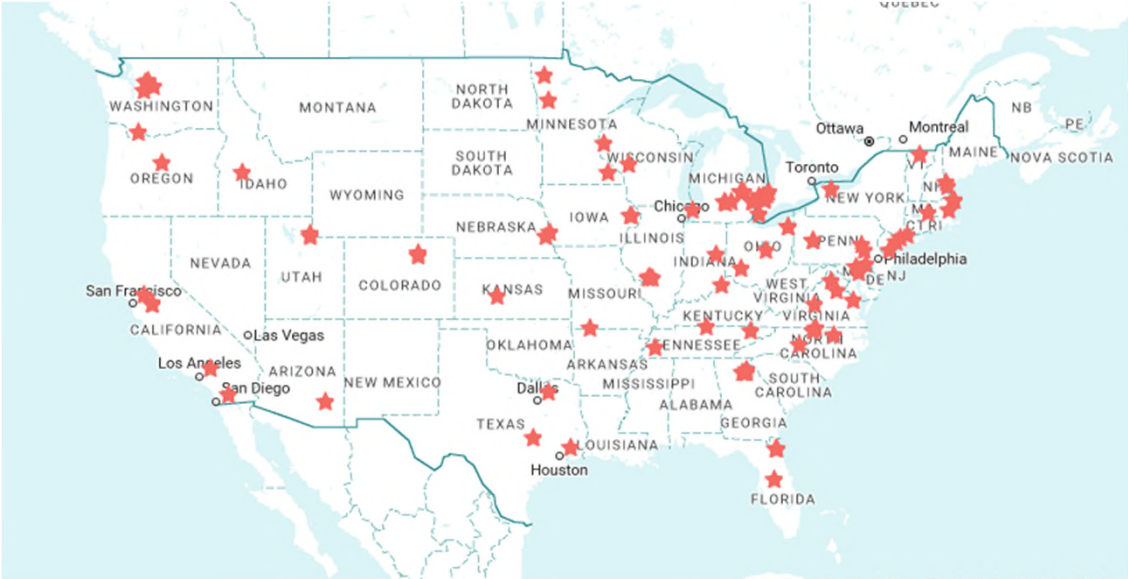 QUEBEC
NORTH
DAKOTA
MONTANA
WASHINGTON
MINNESOTA
NB
PE
Ottawa
Montreal
MAINE
NOVA SCOTIA
VT
WISCONSIN
SOUTH
DAKOTA
Toronto
MICHIGAN
OREGON
IDAHO
WYOMING
NEW YORK
NH
Chicago
MA
IOWA
NEBRASKA
ILLINOIS
CT
RI
OHIO
PENN
NEVADA
UTAH
COLORADO
INDIANA
Philadelphia
MD
DE
NJ
San Francisco
KANSAS
MISSOURI
WEST
VIRGINIA
KENTUCKY
VIRGINIA
CALIFORNIA
Las Vegas
OKLAHOMA
TENNESSEE
NORTH
CAROLINA
Los Angeles
ARIZONA
ARKANSAS
NEW MEXICO
MISSISSIPPI
SOUTH
CAROLINA
San Diego
Dallas
ALABAMA
TEXAS
GEORGIA
LOUISIANA
Houston
FLORIDA